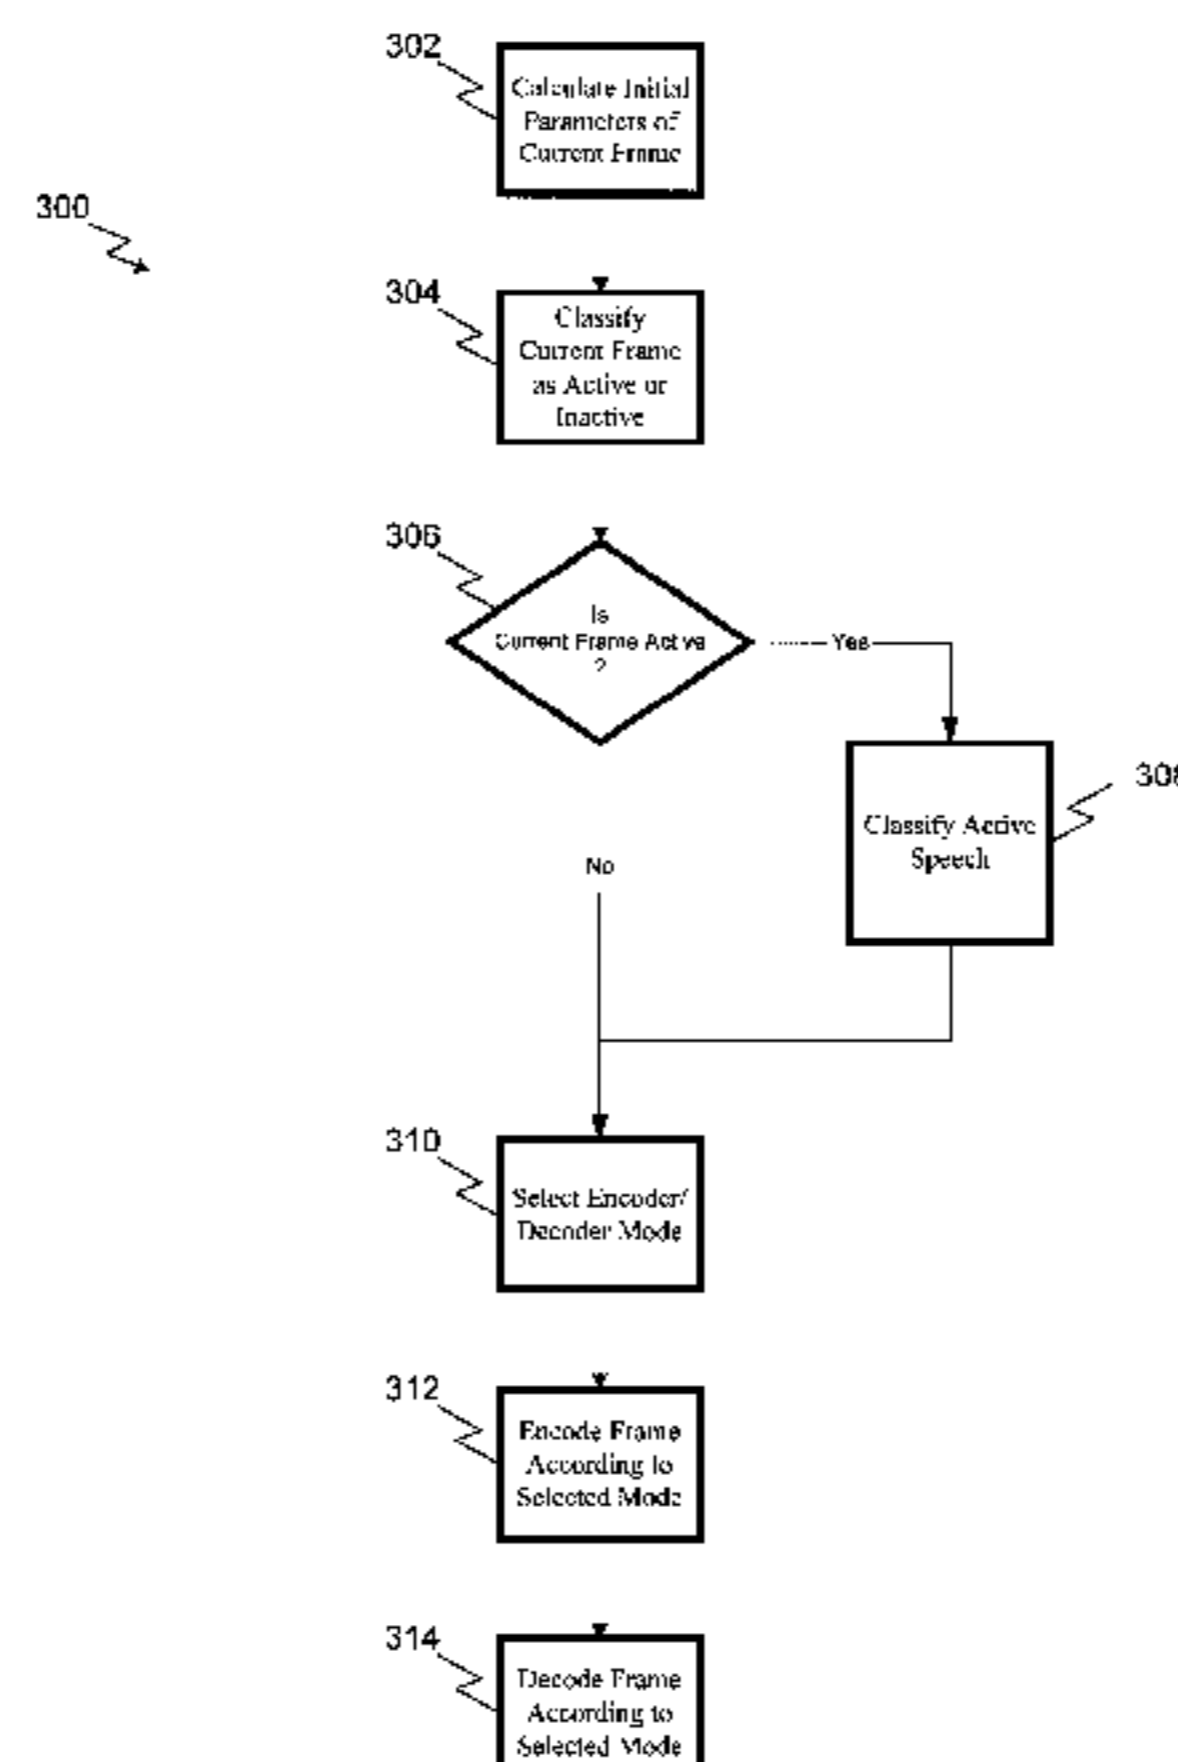 302
Calculate Initial
Parameters of
Current Frame
300
304
Classify
Current Frame
as Active or
Inactive
306
Is
Current Frame Active
?
Yes
308
Classify Active
Speech
No
310
Select Encoder/
Decoder Mode
312
Encode Frame
According to
Selected Mode
314
Decode Frame
According to
Selected Mode